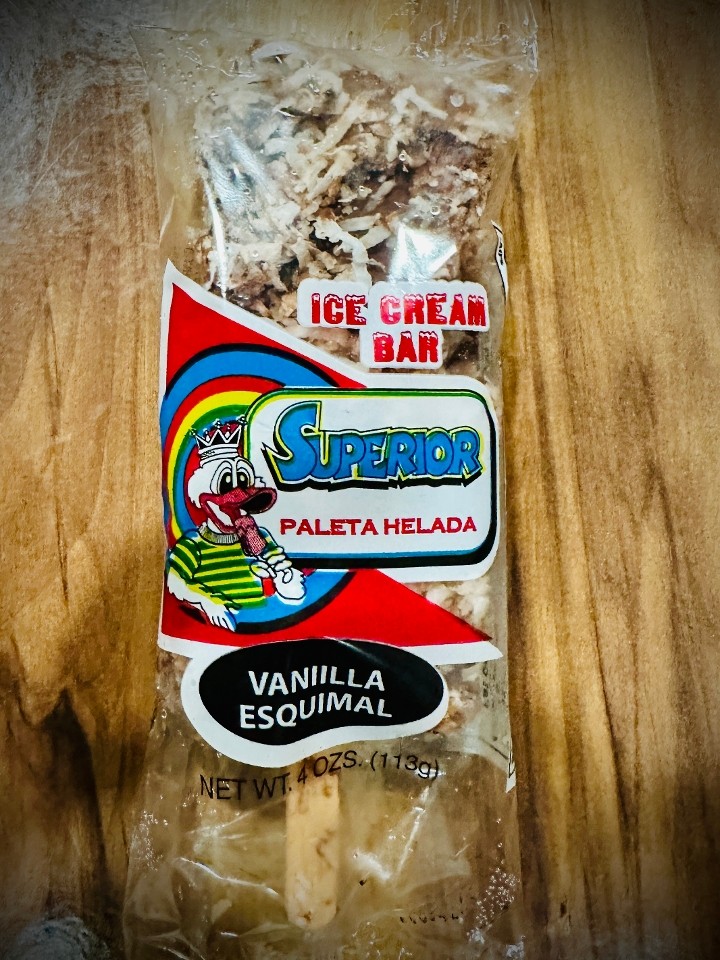 ICE CREAM
BAR
SUPERIOR
PALETA HELADA
VANIILLA
ESQUIMAL
NET WT. 4 OZS. (113g)